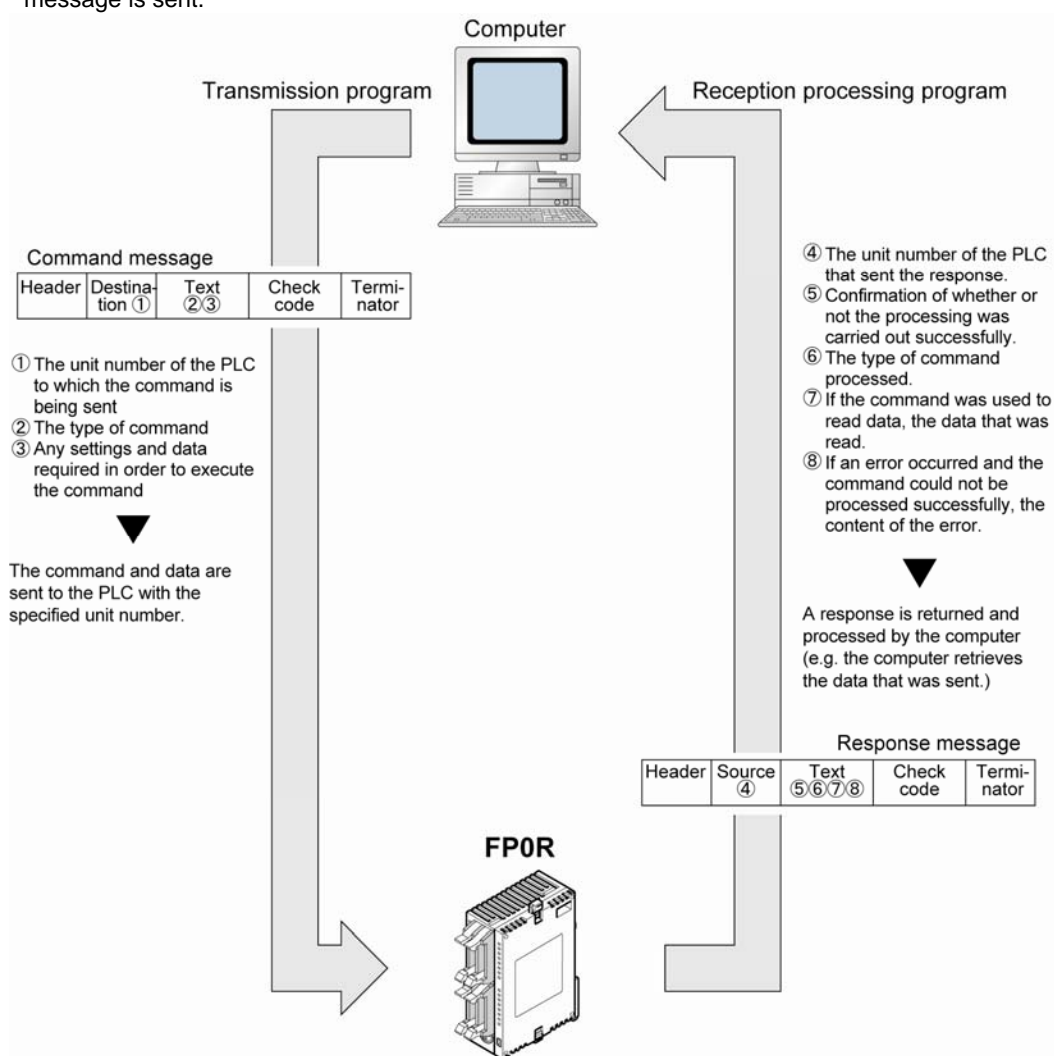 message is sent.
Computer
Transmission program
Reception processing program
Command message
Header Destina-tion ① Text ②③ Check code Termi-nator
① The unit number of the PLC
to which the command is
being sent
② The type of command
③ Any settings and data
required in order to execute
the command
The command and data are
sent to the PLC with the
specified unit number.
④ The unit number of the PLC
that sent the response.
⑤ Confirmation of whether or
not the processing was
carried out successfully.
⑥ The type of command
processed.
⑦ If the command was used to
read data, the data that was
read.
⑧ If an error occurred and the
command could not be
processed successfully, the
content of the error.
A response is returned and
processed by the computer
(e.g. the computer retrieves
the data that was sent.)
Response message
Header Source ④ Text ⑤⑥⑦⑧ Check code Termi-nator
FP0R